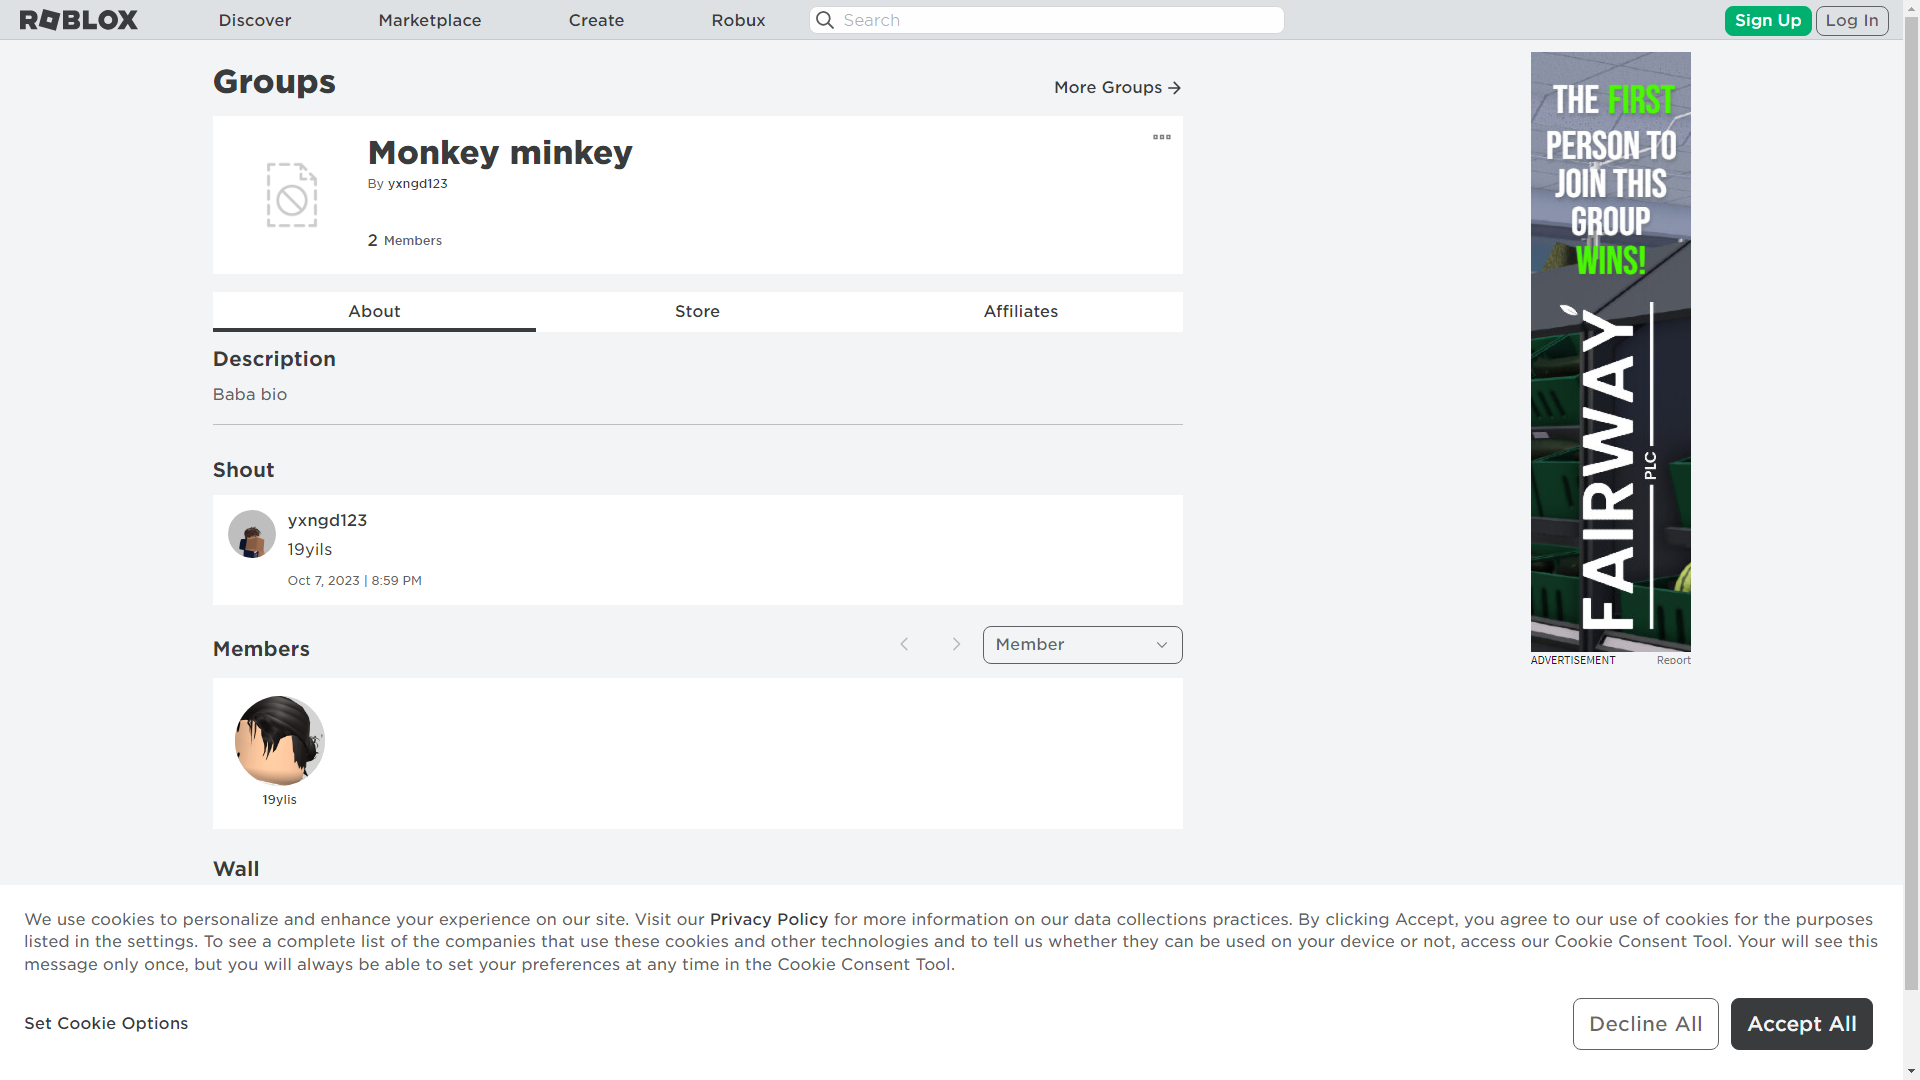 ROBLOX
Discover
Marketplace
Create
Robux
Search
Sign Up
Log In
Groups
More Groups
Monkey minkey
By yxngd123
2 Members
About
Store
Affiliates
Description
Baba bio
Shout
yxngd123
19yils
Oct 7, 2023 | 8:59 PM
Members
Member
19ylis
Wall
THE FIRST
PERSON TO
JOIN THIS
GROUP
WINS!
FAIRWAY
PLC
ADVERTISEMENT
Report
We use cookies to personalize and enhance your experience on our site. Visit our Privacy Policy for more information on our data collections practices. By clicking Accept, you agree to our use of cookies for the purposes
listed in the settings. To see a complete list of the companies that use these cookies and other technologies and to tell us whether they can be used on your device or not, access our Cookie Consent Tool. Your will see this
message only once, but you will always be able to set your preferences at any time in the Cookie Consent Tool.
Set Cookie Options
Decline All
Accept All